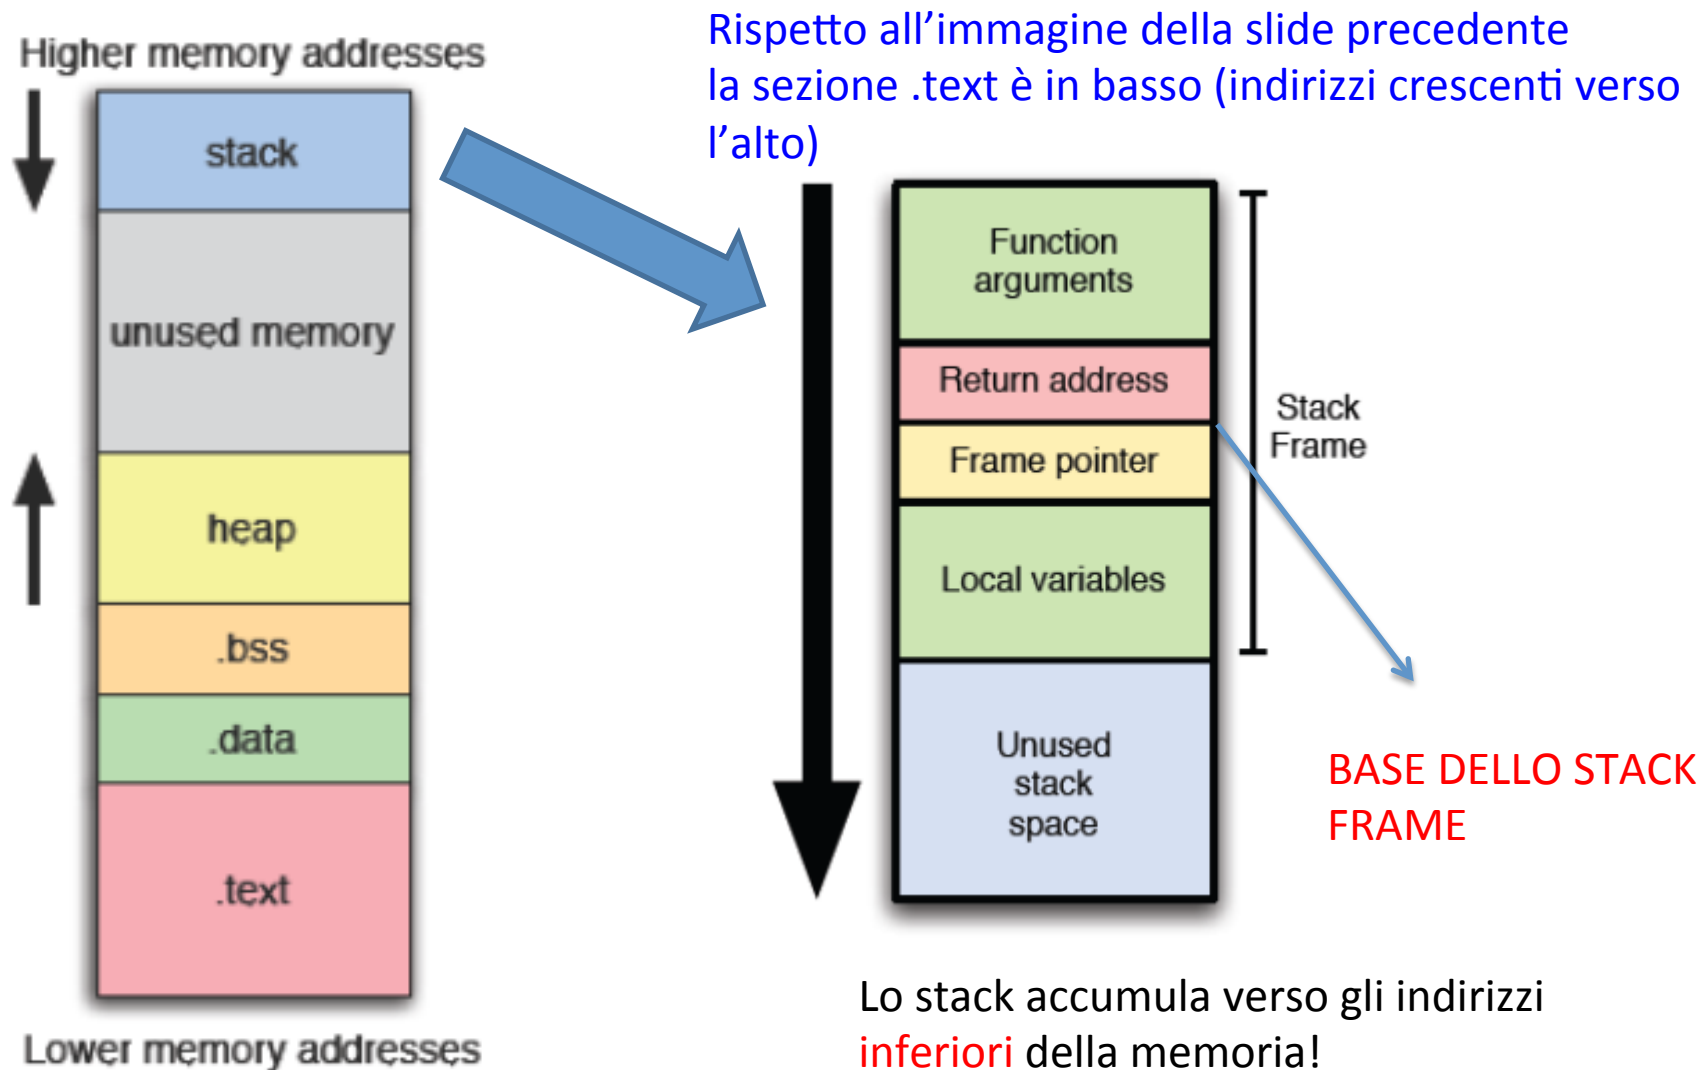 Higher memory addresses
stack
unused memory
heap
.bss
.data
.text
Lower memory addresses
Rispetto all’immagine della slide precedente
la sezione .text è in basso (indirizzi crescenti verso
l’alto)
Function
arguments
Return address
Frame pointer
Local variables
Unused
stack
space
Stack
Frame
BASE DELLO STACK
FRAME
Lo stack accumula verso gli indirizzi
inferiori della memoria!